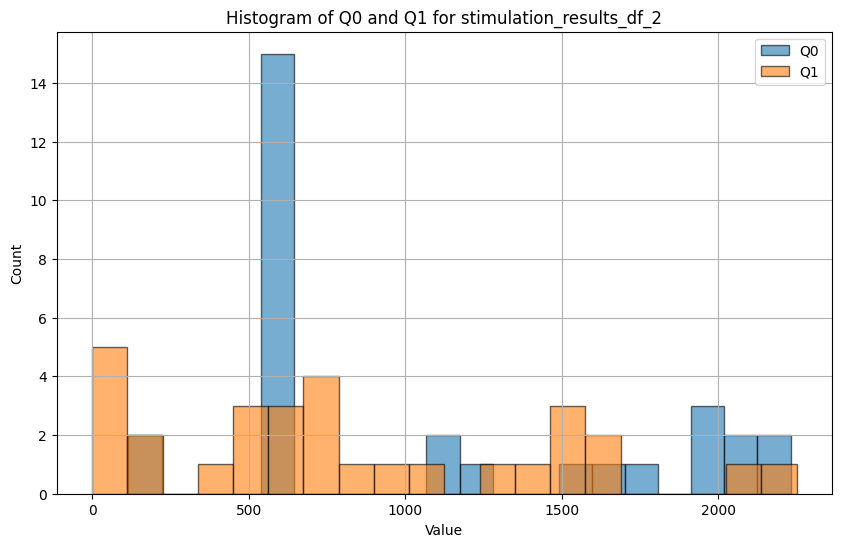 Histogram of Q0 and Q1 for stimulation_results_df_2
Q0
Q1
14
12
10
8
6
4
2
0
Count
0 500 1000 1500 2000
Value